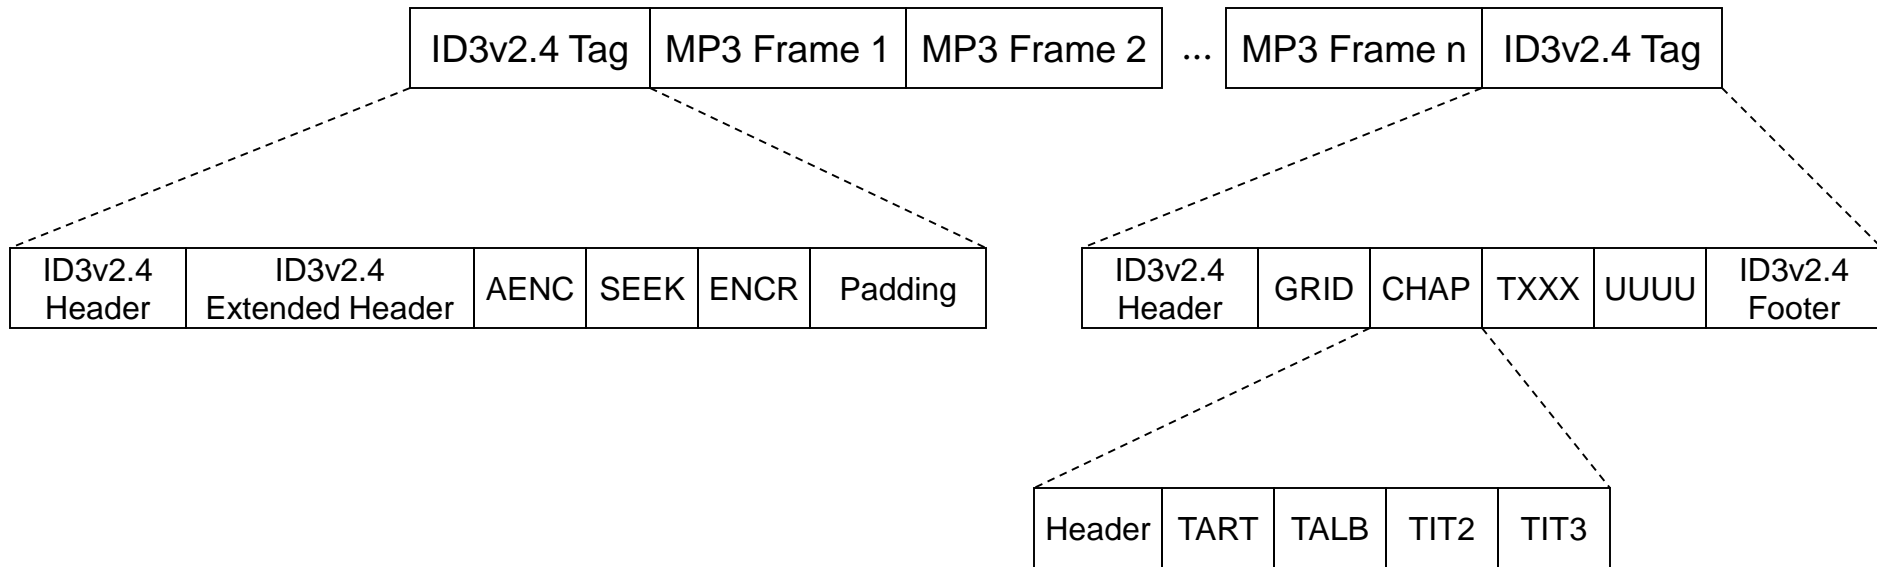 ID3v2.4 Tag MP3 Frame 1 MP3 Frame 2 ... MP3 Frame n ID3v2.4 Tag
ID3v2.4
Header
ID3v2.4
Extended Header
AENC
SEEK
ENCR
Padding
ID3v2.4
Header
GRID
CHAP
TXXX
UUUU
ID3v2.4
Footer
Header TART TALB TIT2 TIT3